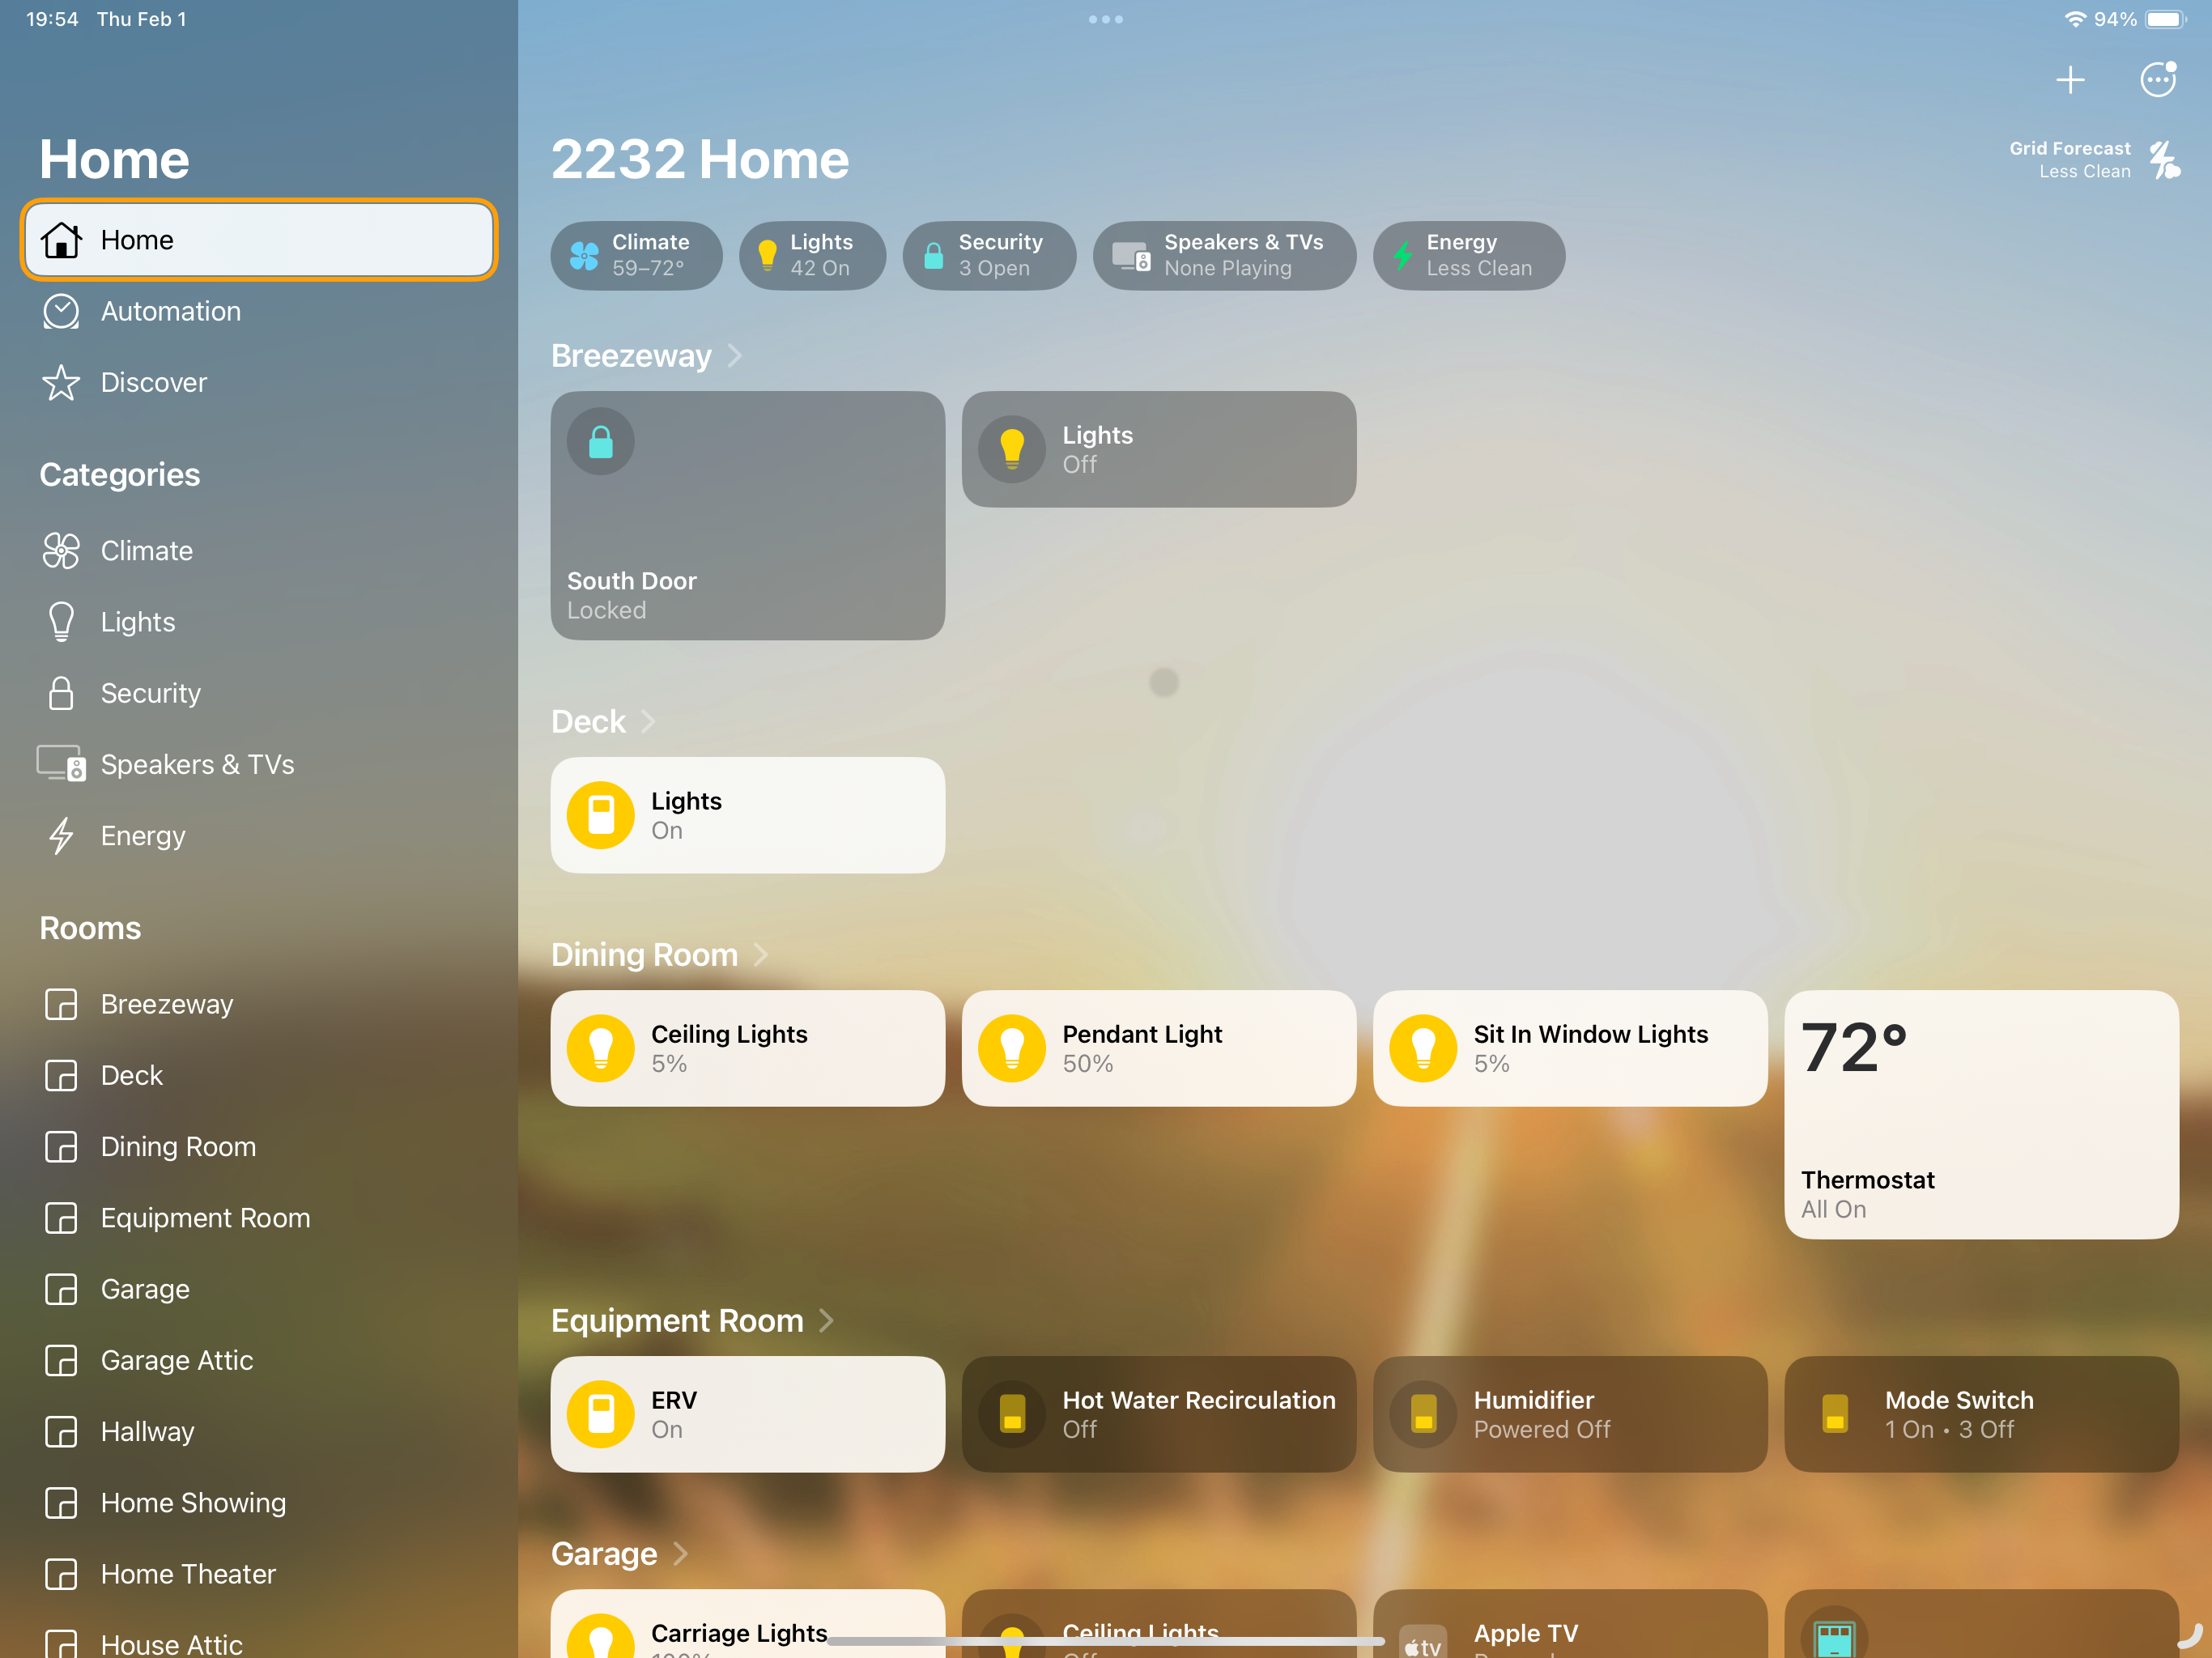 19:54 Thu Feb 1
94%
Home
Home
Automation
Discover
Categories
Climate
Lights
Security
Speakers & TVs
Energy
Rooms
Breezeway
Deck
Dining Room
Equipment Room
Garage
Garage Attic
Hallway
Home Showing
Home Theater
House Attic
2232 Home
Grid Forecast
Less Clean
Climate
59–72°
Lights
42 On
Security
3 Open
Speakers & TVs
None Playing
Energy
Less Clean
Breezeway
South Door
Locked
Lights
Off
Deck
Lights
On
Dining Room
Ceiling Lights
5%
Pendant Light
50%
Sit In Window Lights
5%
72°
Thermostat
All On
Equipment Room
ERV
On
Hot Water Recirculation
Off
Humidifier
Powered Off
Mode Switch
1 On • 3 Off
Garage
Carriage Lights
100%
Ceiling Lights
Off
tv
Apple TV